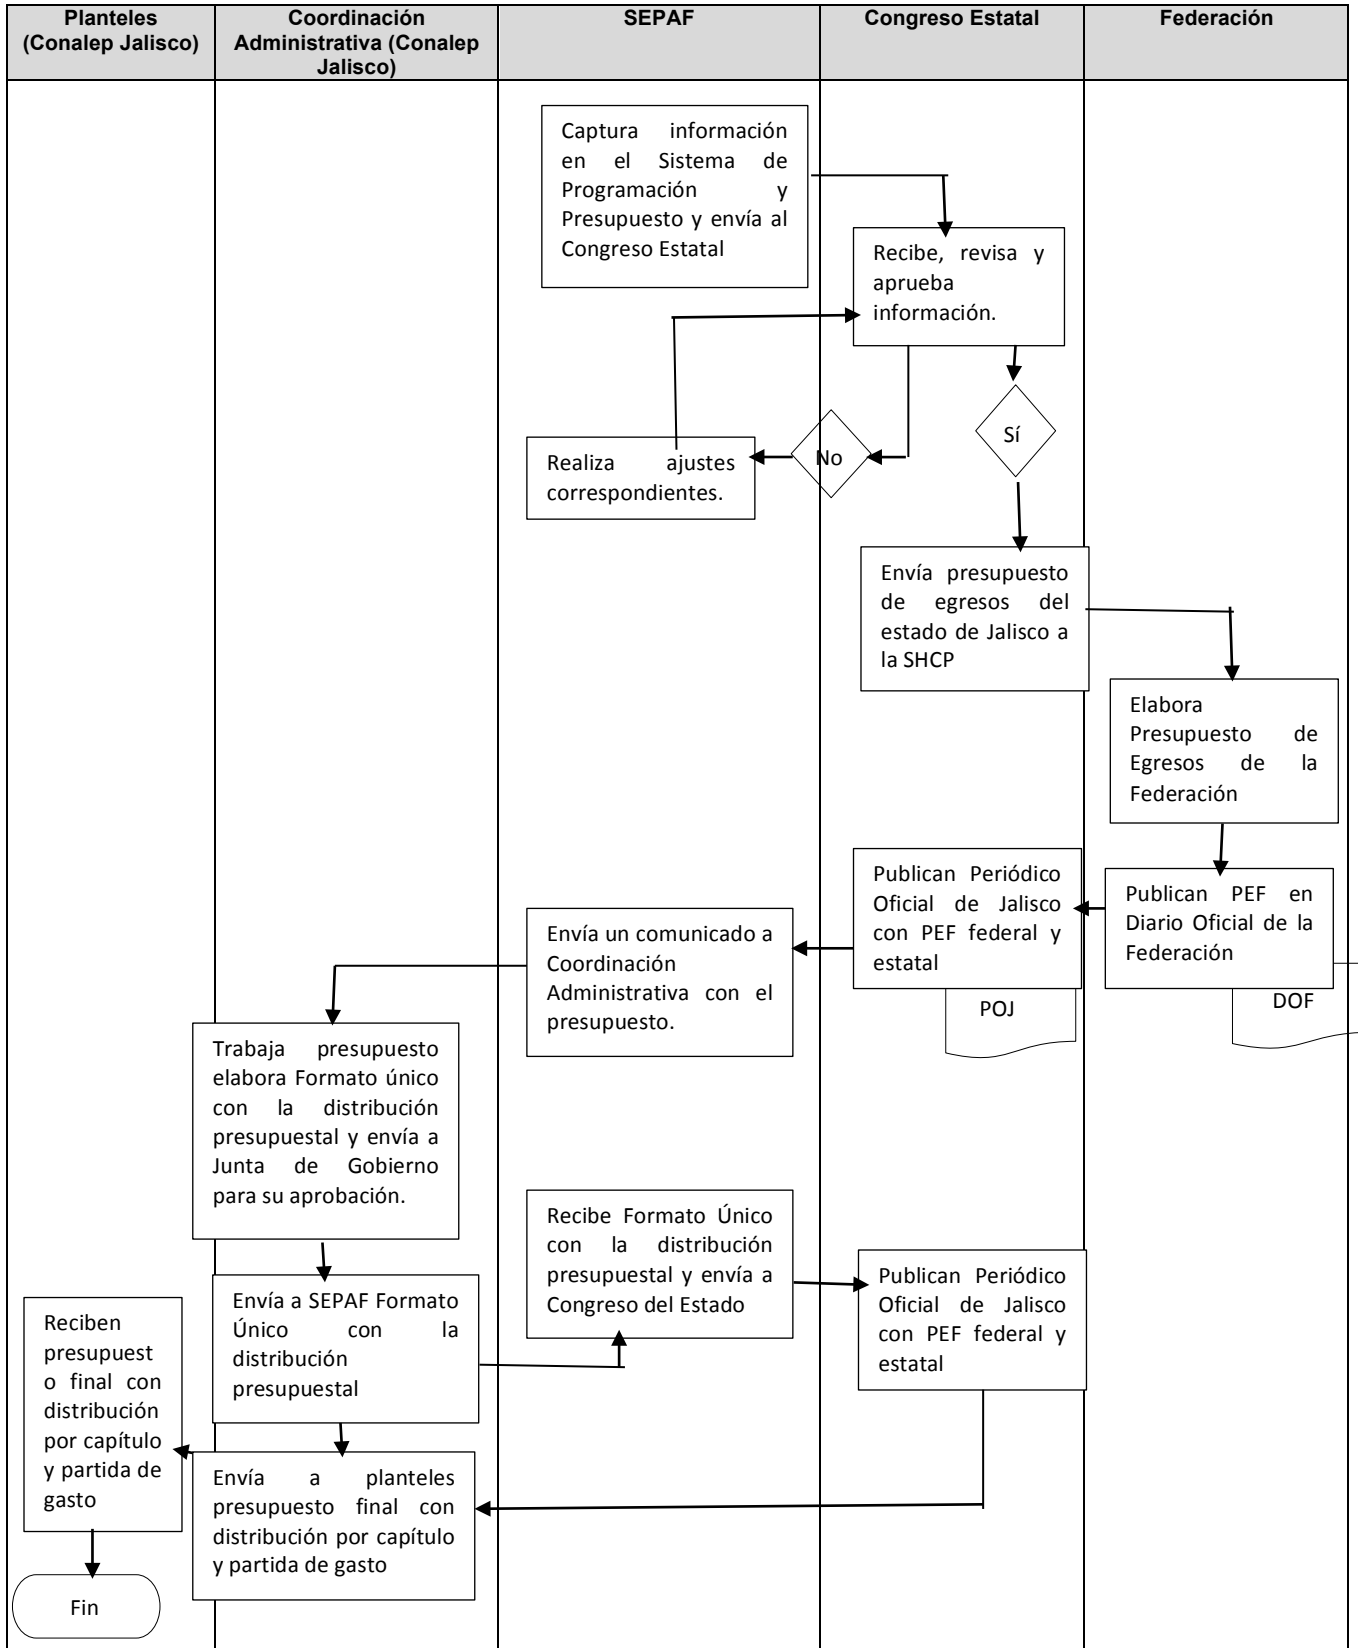 Planteles
(Conalep Jalisco)
Coordinación
Administrativa (Conalep
Jalisco)
SEPAF
Congreso Estatal
Federación
Captura información
en el Sistema de
Programación y
Presupuesto y envía al
Congreso Estatal
Recibe, revisa y
aprueba
información.
Sí
No
Realiza ajustes
correspondientes.
Envía presupuesto
de egresos del
estado de Jalisco a
la SHCP
Elabora
Presupuesto de
Egresos de la
Federación
Publican PEF en
Diario Oficial de la
Federación
DOF
Publican Periódico
Oficial de Jalisco
con PEF federal y
estatal
POJ
Envía un comunicado a
Coordinación
Administrativa con el
presupuesto.
Trabaja presupuesto
elabora Formato único
con la distribución
presupuestal y envía a
Junta de Gobierno
para su aprobación.
Envía a SEPAF Formato
Único con la
distribución
presupuestal
Recibe Formato Único
con la distribución
presupuestal y envía a
Congreso del Estado
Publican Periódico
Oficial de Jalisco
con PEF federal y
estatal
Envía a planteles
presupuesto final con
distribución por capítulo
y partida de gasto
Reciben
presupuest
o final con
distribución
por capítulo
y partida de
gasto
Fin